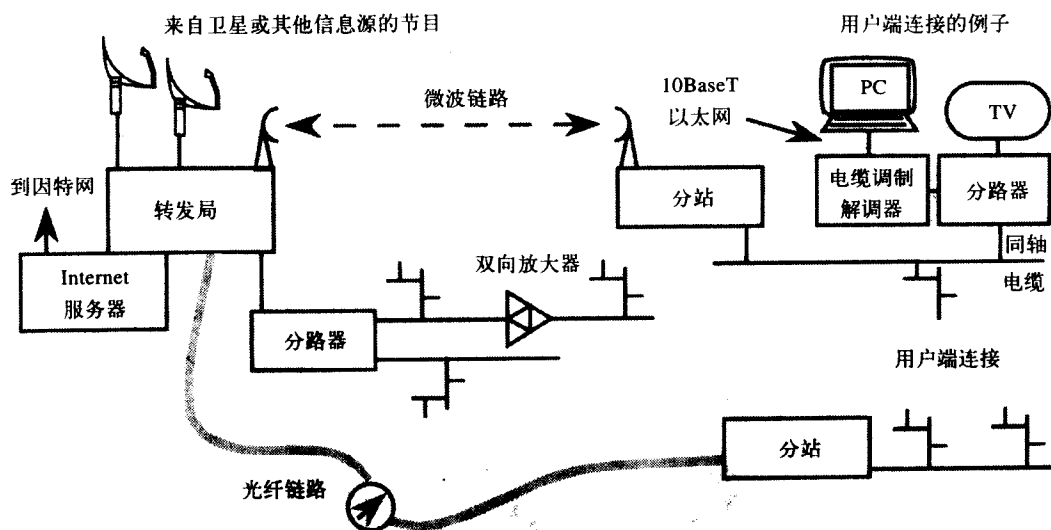 来自卫星或其他信息源的节目
用户端连接的例子
微波链路
10BaseT
以太网
PC
TV
到因特网
转发局
分站
电缆调制
解调器
分路器
Internet
服务器
双向放大器
同轴
电缆
分路器
用户端连接
分站
光纤链路